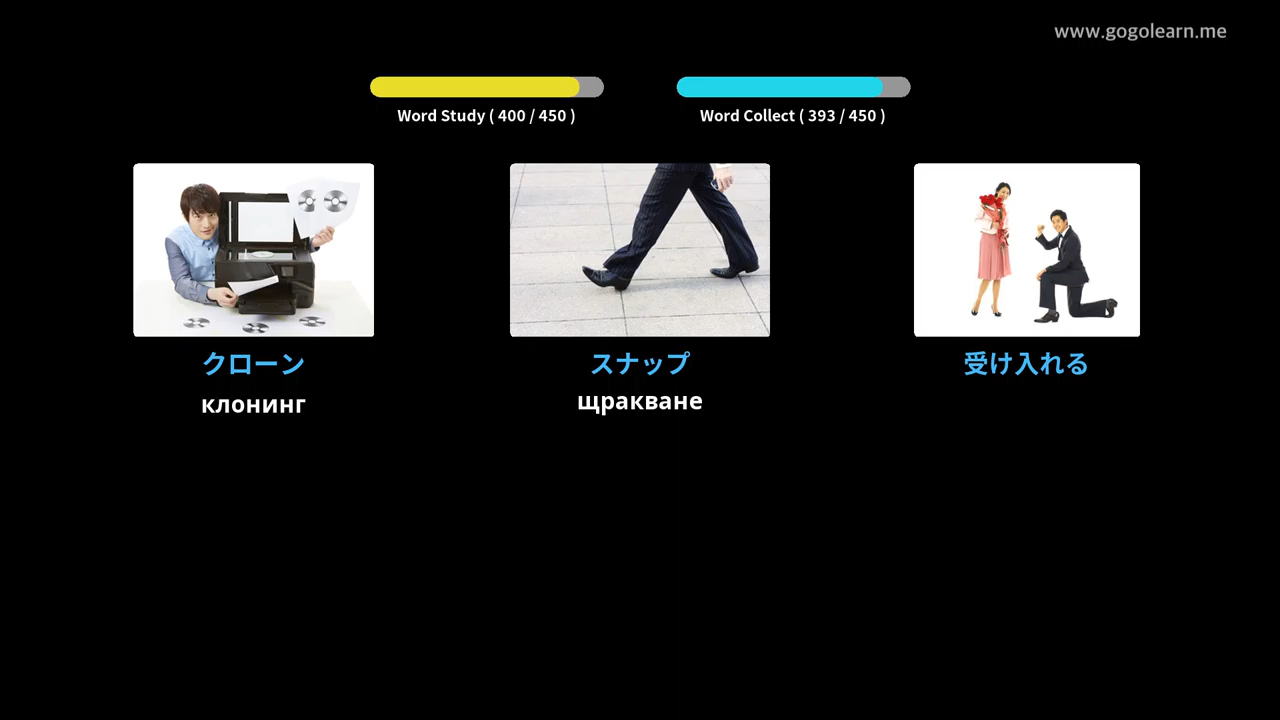 www.gogolearn.me
Word Study ( 400 / 450 )
Word Collect ( 393 / 450 )
クローン
スナップ
受け入れる
клонинг
щракване